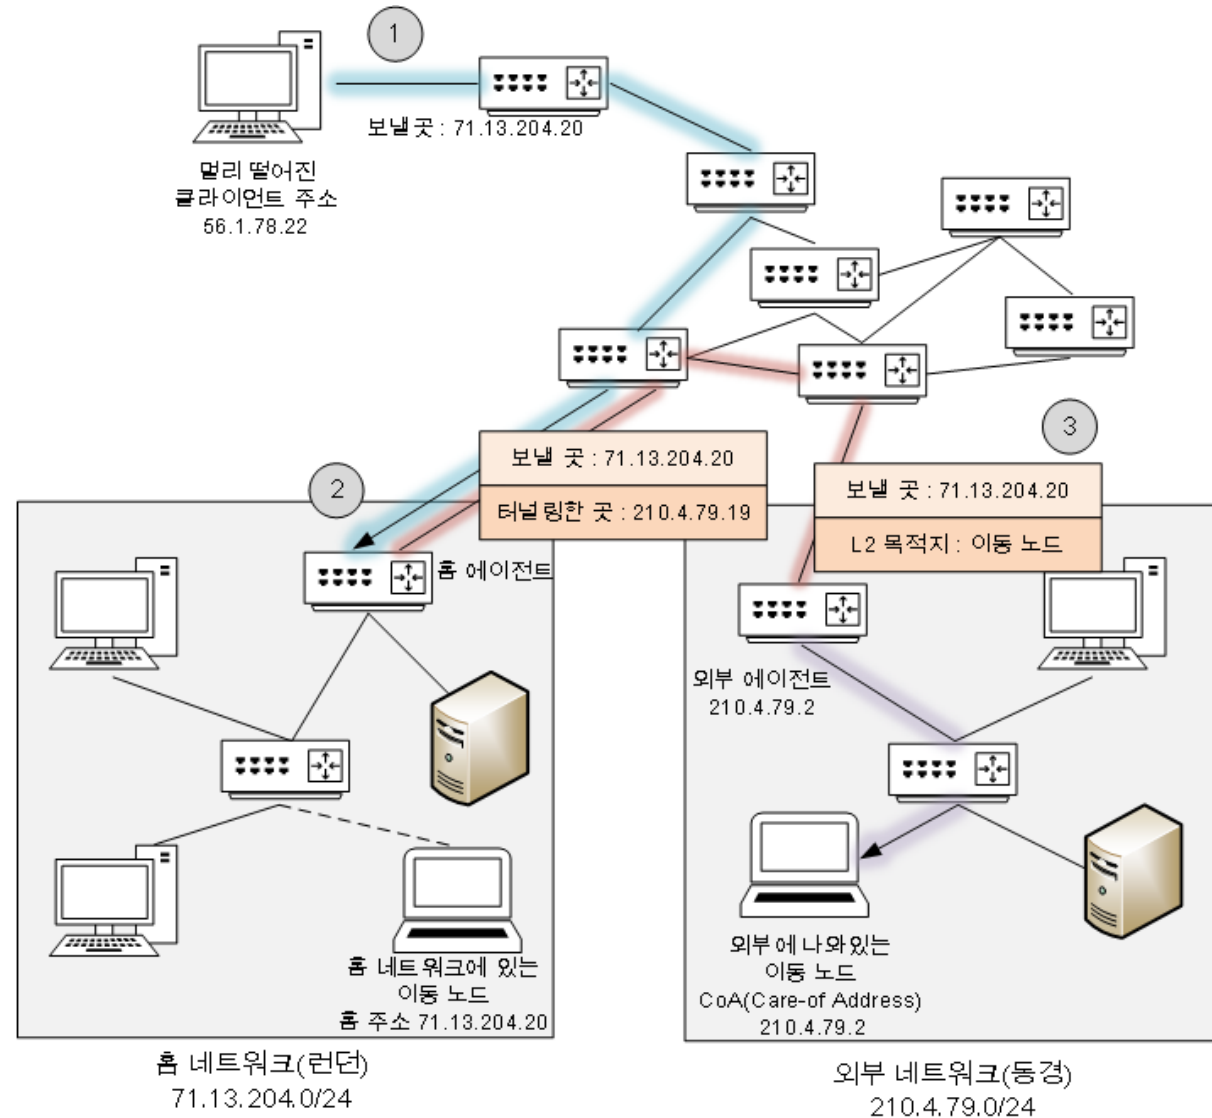 1
보낼곳 : 71.13.204.20
멀리 떨어진
클라이언트 주소
56.1.78.22
보낼 곳 : 71.13.204.20
터널링한 곳 : 210.4.79.19
3
보낼 곳 : 71.13.204.20
L2 목적지 : 이동 노드
2
홈 에이전트
외부 에이전트
210.4.79.2
홈 네트워크에 있는
이동 노드
홈 주소 71.13.204.20
외부에 나와있는
이동 노드
CoA(Care-of Address)
210.4.79.2
홈 네트워크(런던)
71.13.204.0/24
외부 네트워크(동경)
210.4.79.0/24